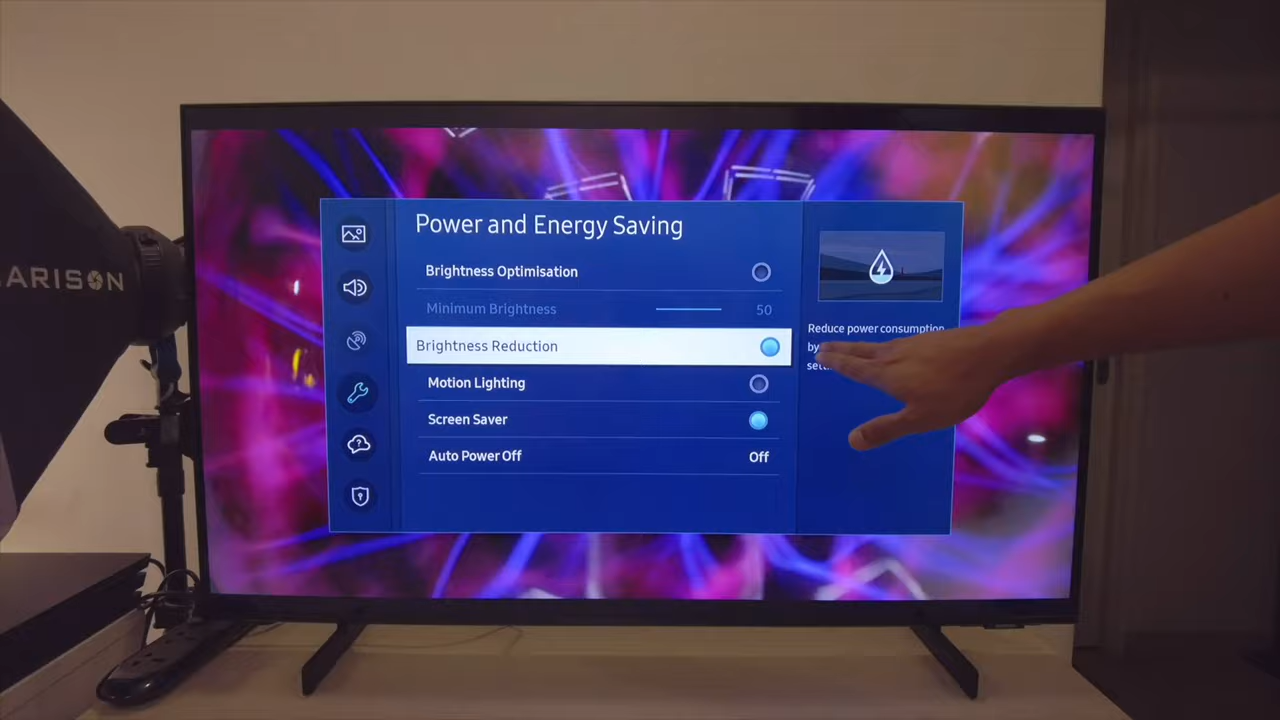 ARISON
Power and Energy Saving
Brightness Optimisation
Minimum Brightness 50
Brightness Reduction
Motion Lighting
Screen Saver
Auto Power Off Off
Reduce power consumption
by